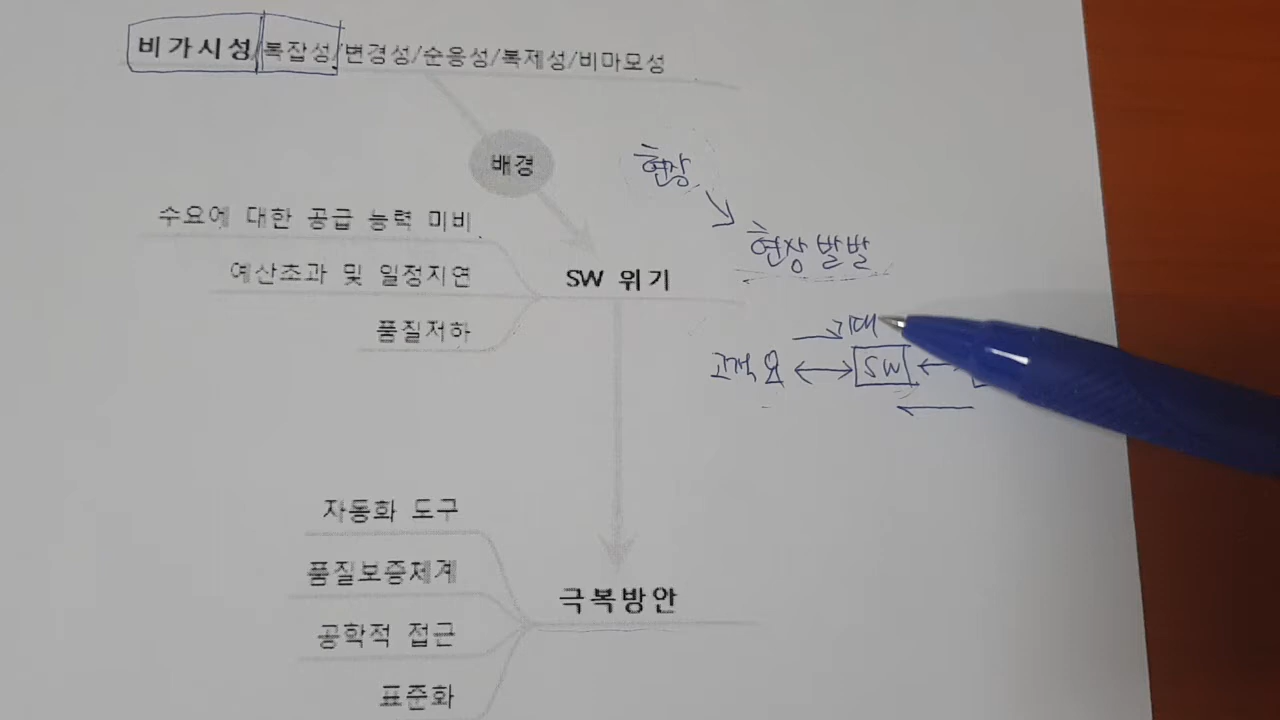 비가시성/복잡성/변경성/순응성/복제성/비마모성
배경
현상
수요에 대한 공급 능력 미비
현상 발발
예산초과 및 일정지연
SW 위기
품질저하
기대
고객 요
SW
자동화 도구
품질보증체계
극복방안
공학적 접근
표준화